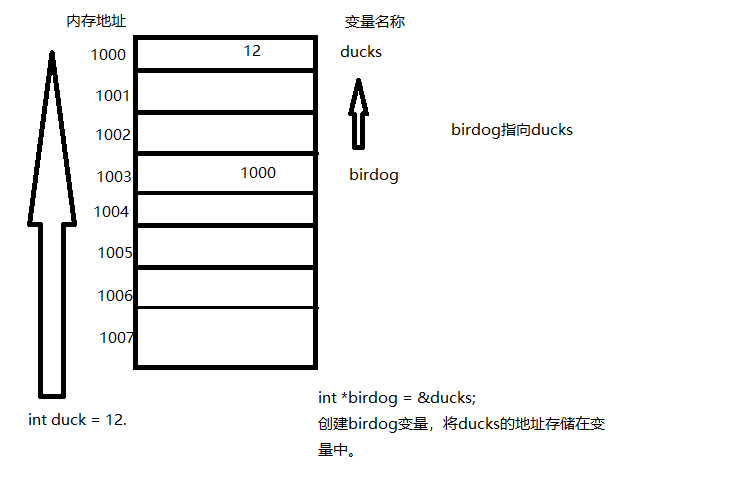 内存地址
变量名称
1000
12
ducks
1001
1002
birdog指向ducks
1003
1000
birdog
1004
1005
1006
1007
int *birdog = &ducks;
int duck = 12.
创建birdog变量，将ducks的地址存储在变
量中。